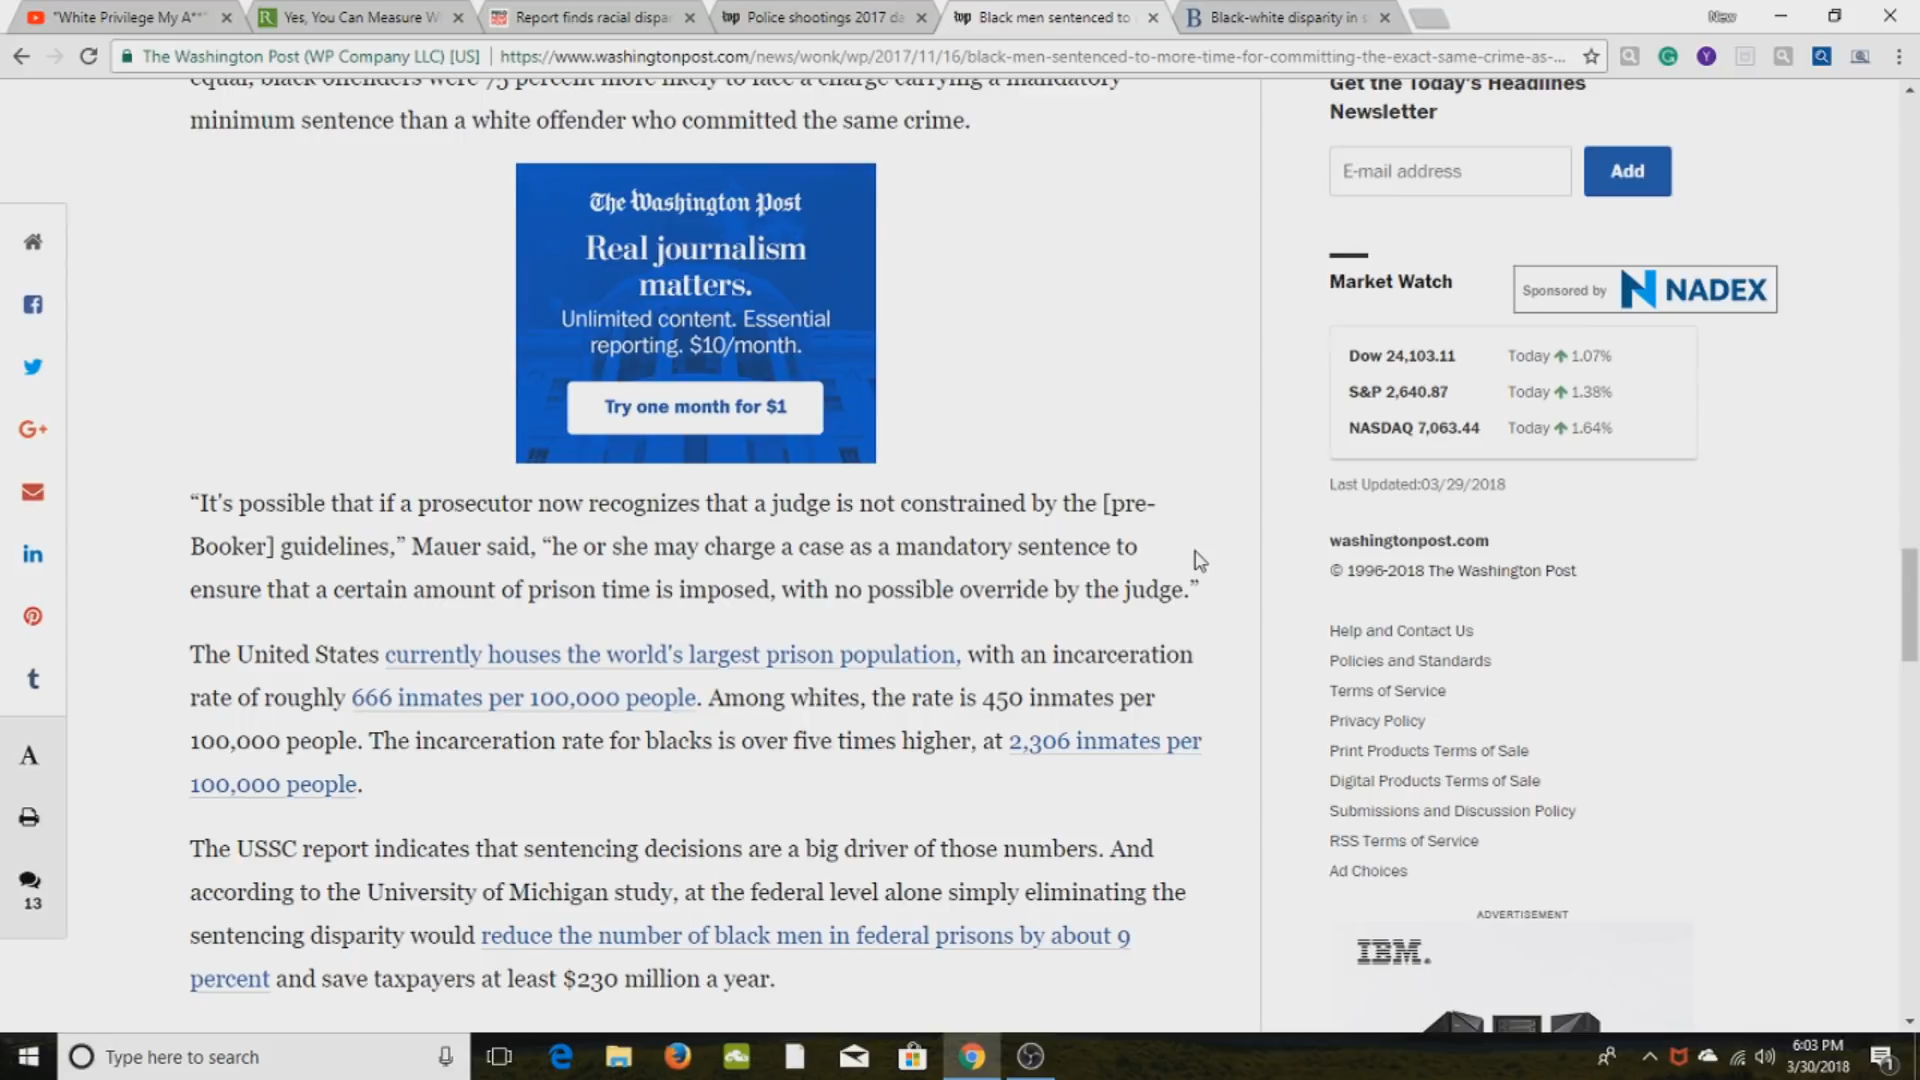 "White Privilege My A**"
Yes, You Can Measure W
Report finds racial dispar
Police shootings 2017 da
Black men sentenced to
Black-white disparity in s
New
The Washington Post (WP Company LLC) [US]
https://www.washingtonpost.com/news/wonk/wp/2017/11/16/black-men-sentenced-to-more-time-for-committing-the-exact-same-crime-as-...
equal, black offenders were 75 percent more likely to face a charge carrying a mandatory
minimum sentence than a white offender who committed the same crime.
The Washington Post
Real journalism
matters.
Unlimited content. Essential
reporting. $10/month.
Try one month for $1
“It's possible that if a prosecutor now recognizes that a judge is not constrained by the [pre-
Booker] guidelines,” Mauer said, “he or she may charge a case as a mandatory sentence to
ensure that a certain amount of prison time is imposed, with no possible override by the judge.”
The United States currently houses the world's largest prison population, with an incarceration
rate of roughly 666 inmates per 100,000 people. Among whites, the rate is 450 inmates per
100,000 people. The incarceration rate for blacks is over five times higher, at 2,306 inmates per
100,000 people.
The USSC report indicates that sentencing decisions are a big driver of those numbers. And
according to the University of Michigan study, at the federal level alone simply eliminating the
sentencing disparity would reduce the number of black men in federal prisons by about 9
percent and save taxpayers at least $230 million a year.
G+
in
t
A
13
Get the Today's Headlines
Newsletter
E-mail address
Add
Market Watch
Sponsored by NADEX
Dow 24,103.11 Today 1.07%
S&P 2,640.87 Today 1.38%
NASDAQ 7,063.44 Today 1.64%
Last Updated:03/29/2018
washingtonpost.com
© 1996-2018 The Washington Post
Help and Contact Us
Policies and Standards
Terms of Service
Privacy Policy
Print Products Terms of Sale
Digital Products Terms of Sale
Submissions and Discussion Policy
RSS Terms of Service
Ad Choices
ADVERTISEMENT
IBM.
Type here to search
6:03 PM
3/30/2018
1